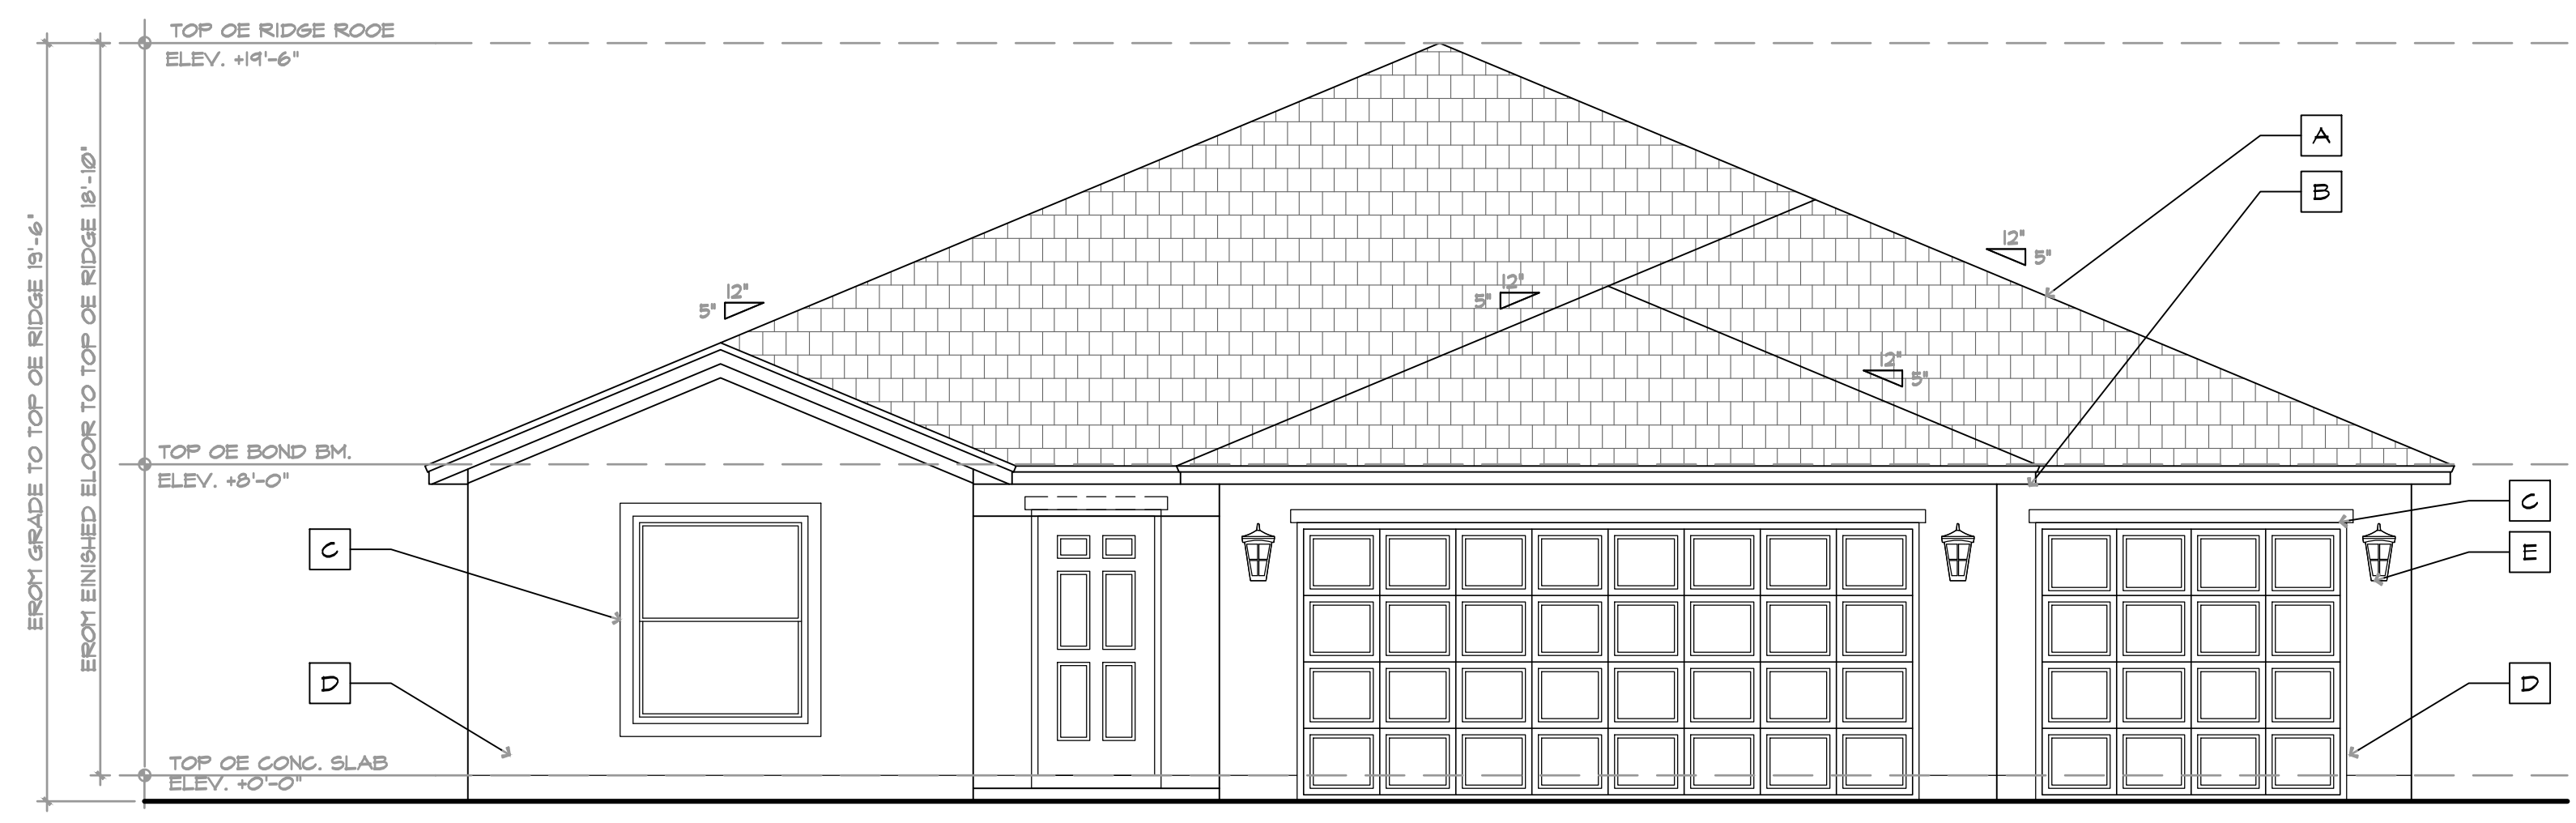 TOP OE RIDGE ROOE
ELEV. +19'-6"
A
B
12"
5"
12"
5"
12"
5"
12"
5"
EROM GRADE TO TOP OE RIDGE 19'-6"
EROM EINISHED ELOOR TO TOP OE RIDGE 18'-10"
TOP OE BOND BM.
ELEV. +8'-0"
C
C
E
D
D
TOP OE CONC. SLAB
ELEV. +0'-0"